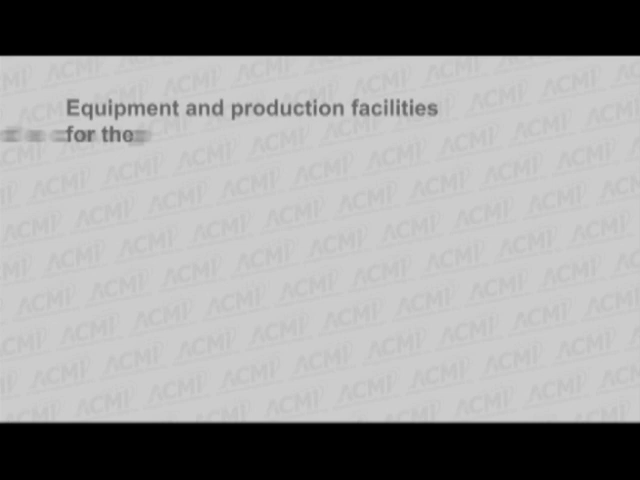 Equipment and production facilities
for the